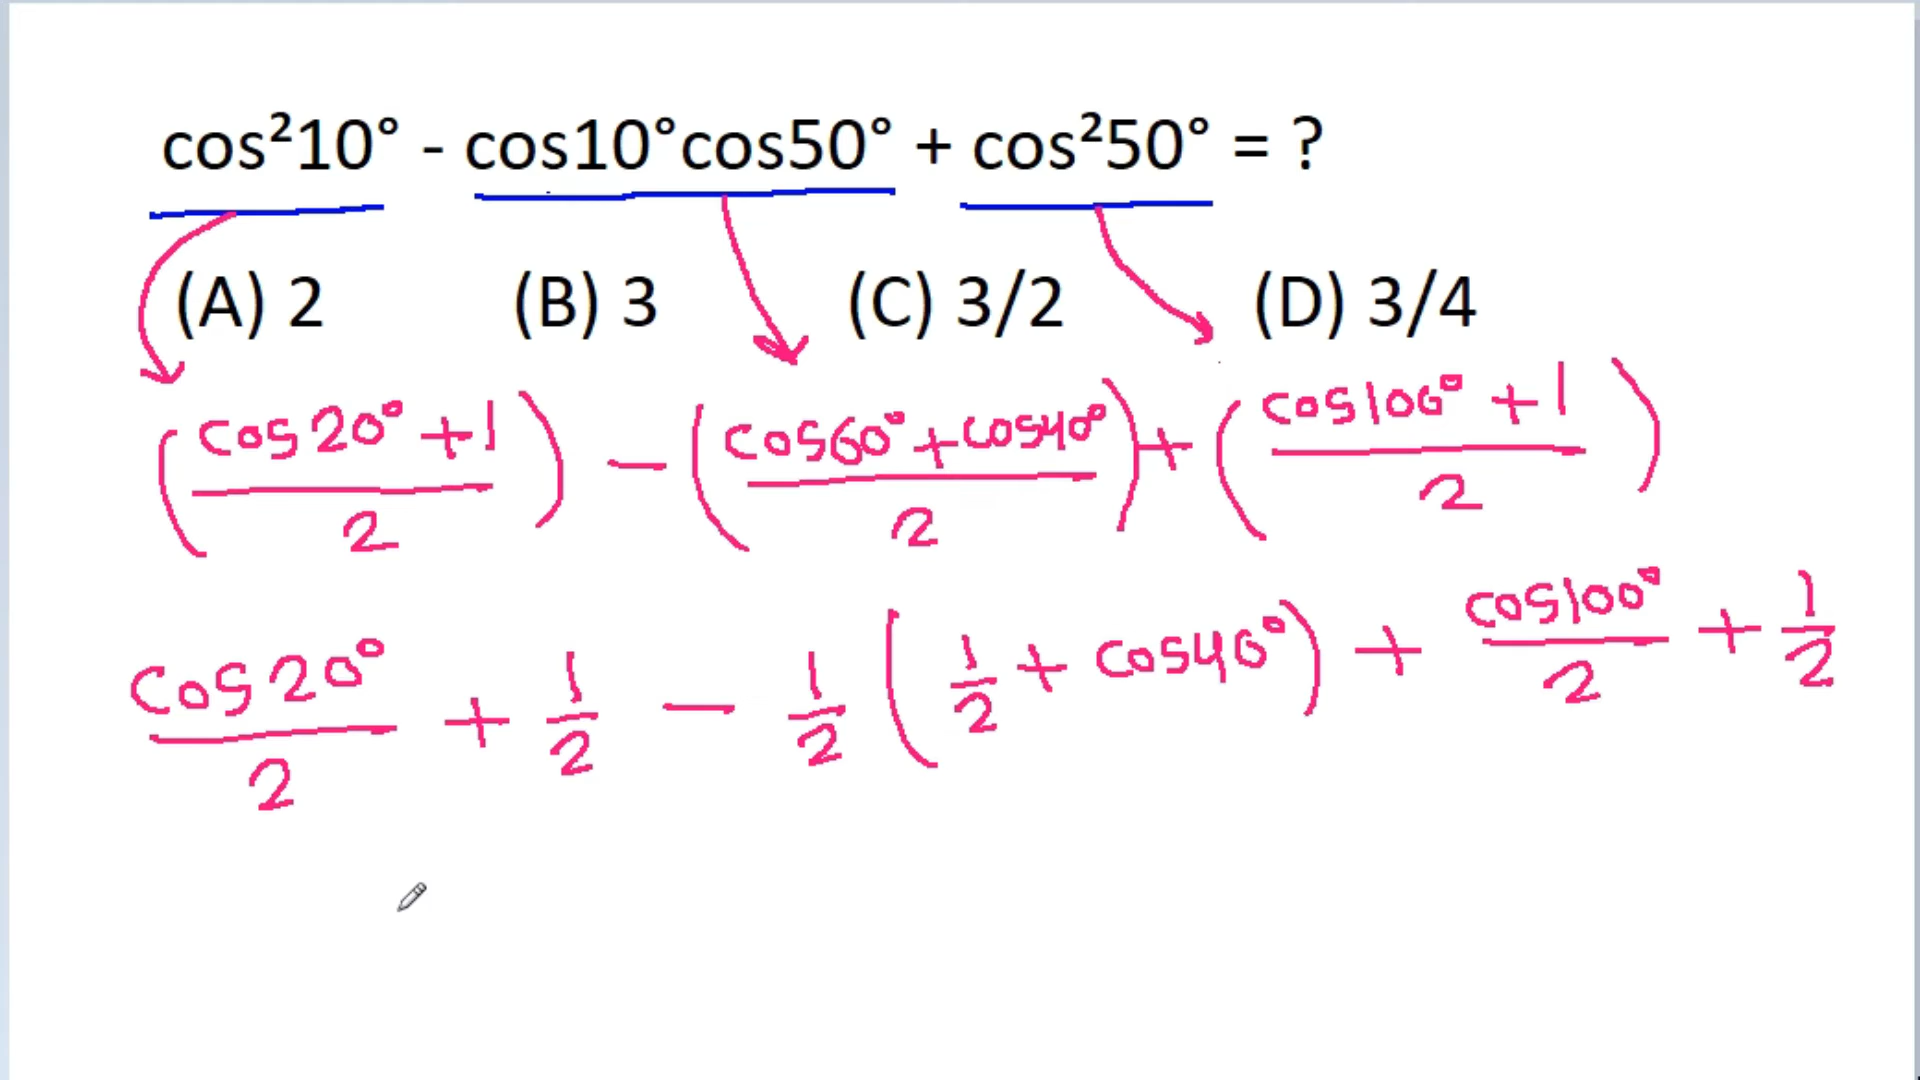 cos²10° - cos10°cos50° + cos²50° = ?
(A) 2 (B) 3 (C) 3/2 (D) 3/4
(cos20°+1/2) − (cos60°+cos40°/2) + (cos100°+1/2)
cos20°/2 + 1/2 − 1/2 (1/2 + cos40°) + cos100°/2 + 1/2